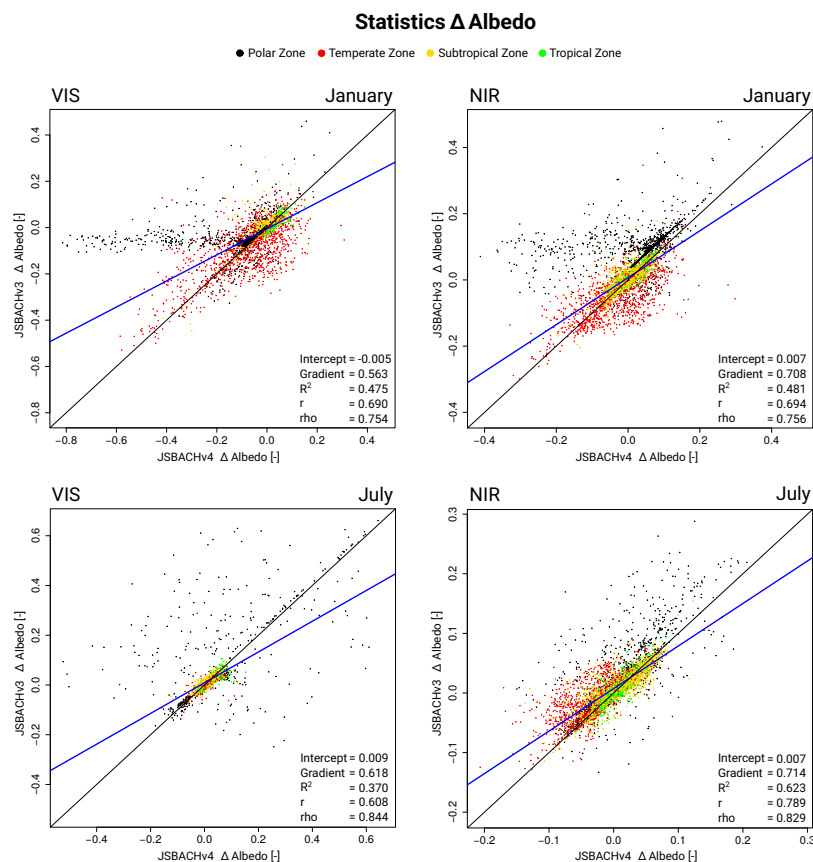 Statistics Δ Albedo
Polar Zone Temperate Zone Subtropical Zone Tropical Zone
VIS January
0.4
0.2
0.0
−0.2
−0.4
−0.6
−0.8
JSBACHv3 Δ Albedo [-]
Intercept = -0.005
Gradient = 0.563
R² = 0.475
r = 0.690
rho = 0.754
−0.8 −0.6 −0.4 −0.2 0.0 0.2 0.4
JSBACHv4 Δ Albedo [-]
NIR January
0.4
0.2
0.0
−0.2
−0.4
JSBACHv3 Δ Albedo [-]
Intercept = 0.007
Gradient = 0.708
R² = 0.481
r = 0.694
rho = 0.756
−0.4 −0.2 0.0 0.2 0.4
JSBACHv4 Δ Albedo [-]
VIS July
0.6
0.4
0.2
0.0
−0.2
−0.4
JSBACHv3 Δ Albedo [-]
Intercept = 0.009
Gradient = 0.618
R² = 0.370
r = 0.608
rho = 0.844
−0.4 −0.2 0.0 0.2 0.4 0.6
JSBACHv4 Δ Albedo [-]
NIR July
0.3
0.2
0.1
0.0
−0.1
−0.2
JSBACHv3 Δ Albedo [-]
Intercept = 0.007
Gradient = 0.714
R² = 0.623
r = 0.789
rho = 0.829
−0.2 −0.1 0.0 0.1 0.2 0.3
JSBACHv4 Δ Albedo [-]